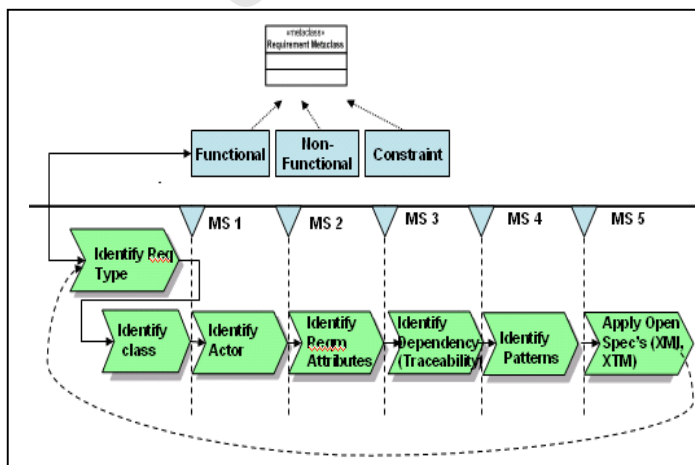 «metaclass»
Requirement Metaclass
Functional
Non-
Functional
Constraint
MS 1
MS 2
MS 3
MS 4
MS 5
Identify Req
Type
Identify
class
Identify
Actor
Identify
Reqm
Attributes
Identify
Dependency
(Traceability)
Identify
Patterns
Apply Open
Spec's (XMI,
XTM)